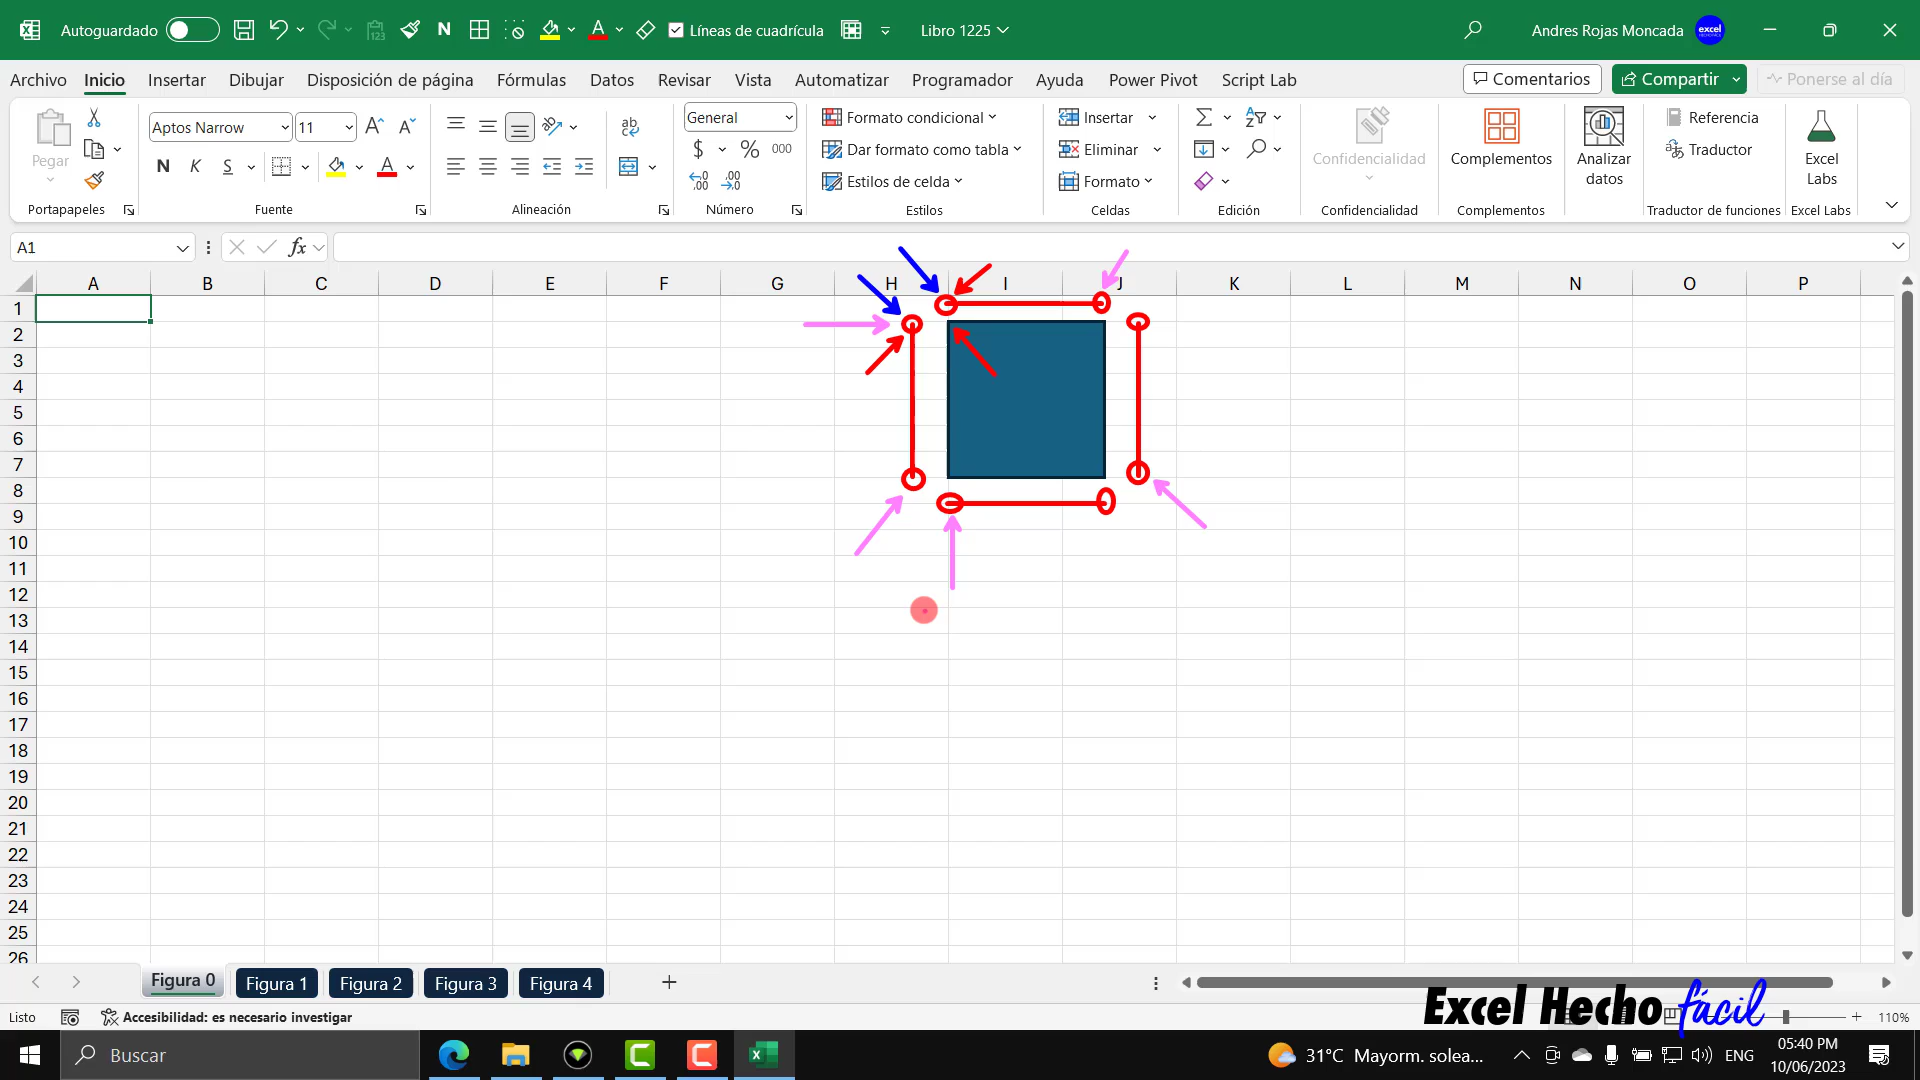 Autoguardado
N
A
Líneas de cuadrícula
Libro 1225
Andres Rojas Moncada
Archivo Inicio Insertar Dibujar Disposición de página Fórmulas Datos Revisar Vista Automatizar Programador Ayuda Power Pivot Script Lab
Comentarios
Compartir
Ponerse al día
Pegar
Portapapeles
Aptos Narrow
11
N K S
Fuente
Alineación
General
$ % 000
Número
Formato condicional
Dar formato como tabla
Estilos de celda
Estilos
Insertar
Eliminar
Formato
Celdas
Edición
Confidencialidad
Confidencialidad
Complementos
Complementos
Analizar
datos
Referencia
Traductor
Traductor de funciones
Excel
Labs
Excel Labs
A1
fx
A B C D E F G H I J K L M N O P
1
2
3
4
5
6
7
8
9
10
11
12
13
14
15
16
17
18
19
20
21
22
23
24
25
26
Figura 0 Figura 1 Figura 2 Figura 3 Figura 4
Excel Hecho fácil
Listo
Accesibilidad: es necesario investigar
110%
Buscar
31°C Mayorm. solea...
ENG
05:40 PM
10/06/2023